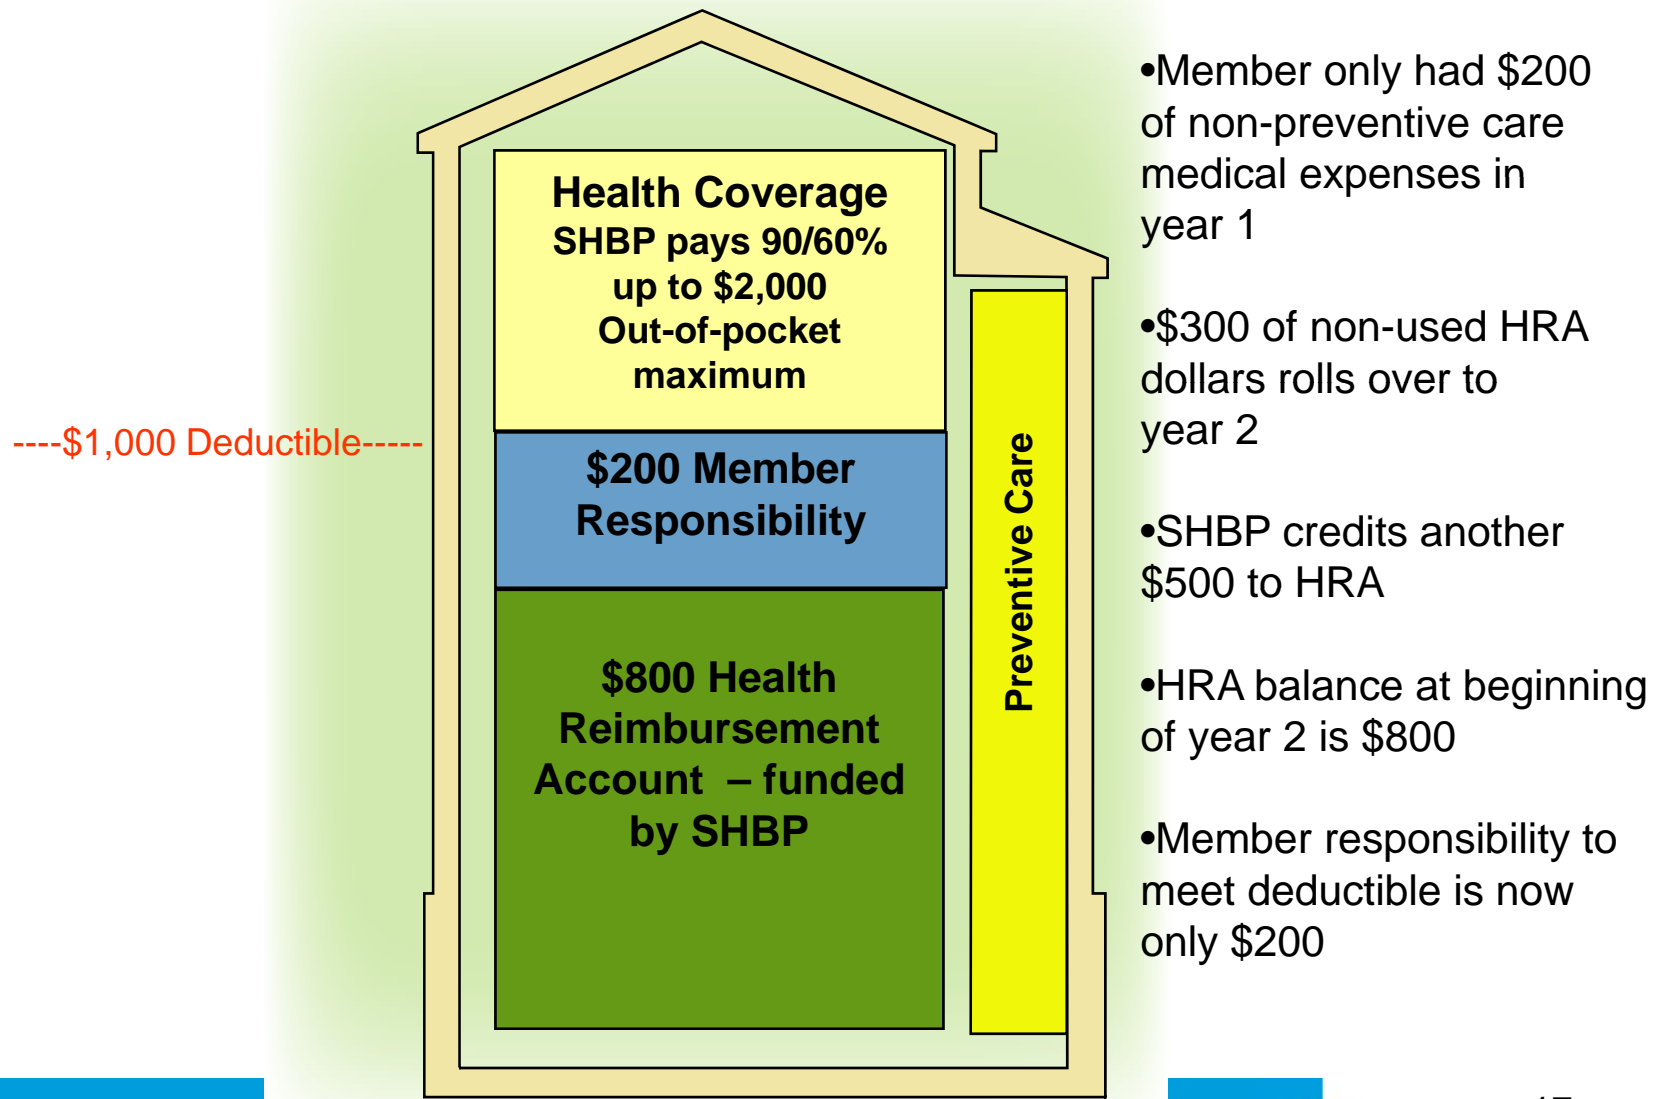 Health Coverage
SHBP pays 90/60%
up to $2,000
Out-of-pocket
maximum
----$1,000 Deductible-----
$200 Member
Responsibility
$800 Health
Reimbursement
Account – funded
by SHBP
Preventive Care
•Member only had $200
of non-preventive care
medical expenses in
year 1
•$300 of non-used HRA
dollars rolls over to
year 2
•SHBP credits another
$500 to HRA
•HRA balance at beginning
of year 2 is $800
•Member responsibility to
meet deductible is now
only $200